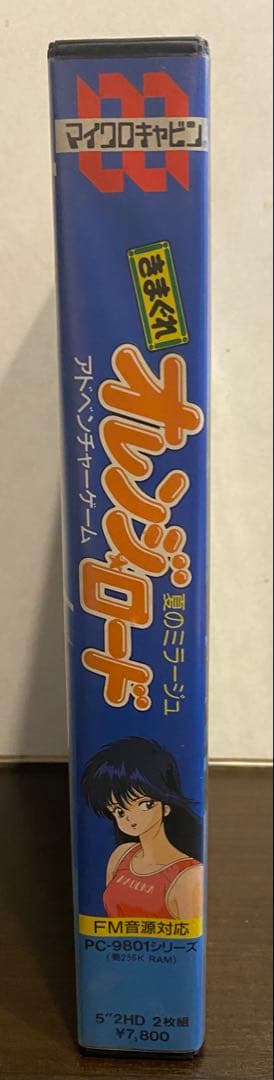 マイクロキャビン
きまぐれ
オレンジ☆ロード
夏のミラージュ
アドベンチャーゲーム
FM音源対応
PC-9801シリーズ
(要256K RAM)
5"2HD 2枚組
¥7,800